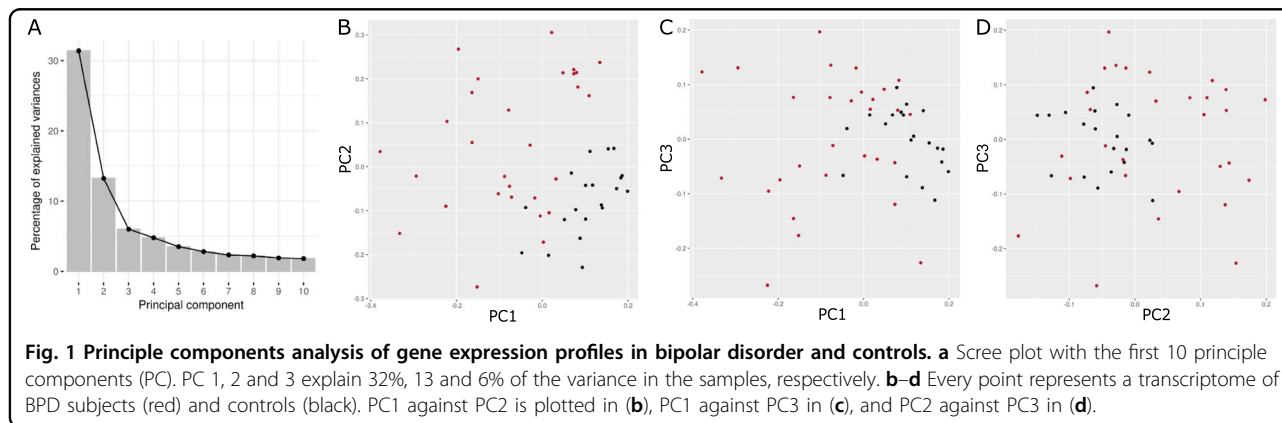 A
Percentage of explained variances
30
20
10
0
1 2 3 4 5 6 7 8 9 10
Principal component
B
PC2
0.3
0.2
0.1
0.0
-0.1
-0.2
-0.3
-0.4 -0.2 0.0 0.2
PC1
C
PC3
0.2
0.1
0.0
-0.1
-0.2
-0.4 -0.2 0.0 0.2
PC1
D
PC3
0.2
0.1
0.0
-0.1
-0.2
-0.1 0.0 0.1 0.2
PC2
Fig. 1 Principle components analysis of gene expression profiles in bipolar disorder and controls. a Scree plot with the first 10 principle
components (PC). PC 1, 2 and 3 explain 32%, 13 and 6% of the variance in the samples, respectively. b–d Every point represents a transcriptome of
BPD subjects (red) and controls (black). PC1 against PC2 is plotted in (b), PC1 against PC3 in (c), and PC2 against PC3 in (d).